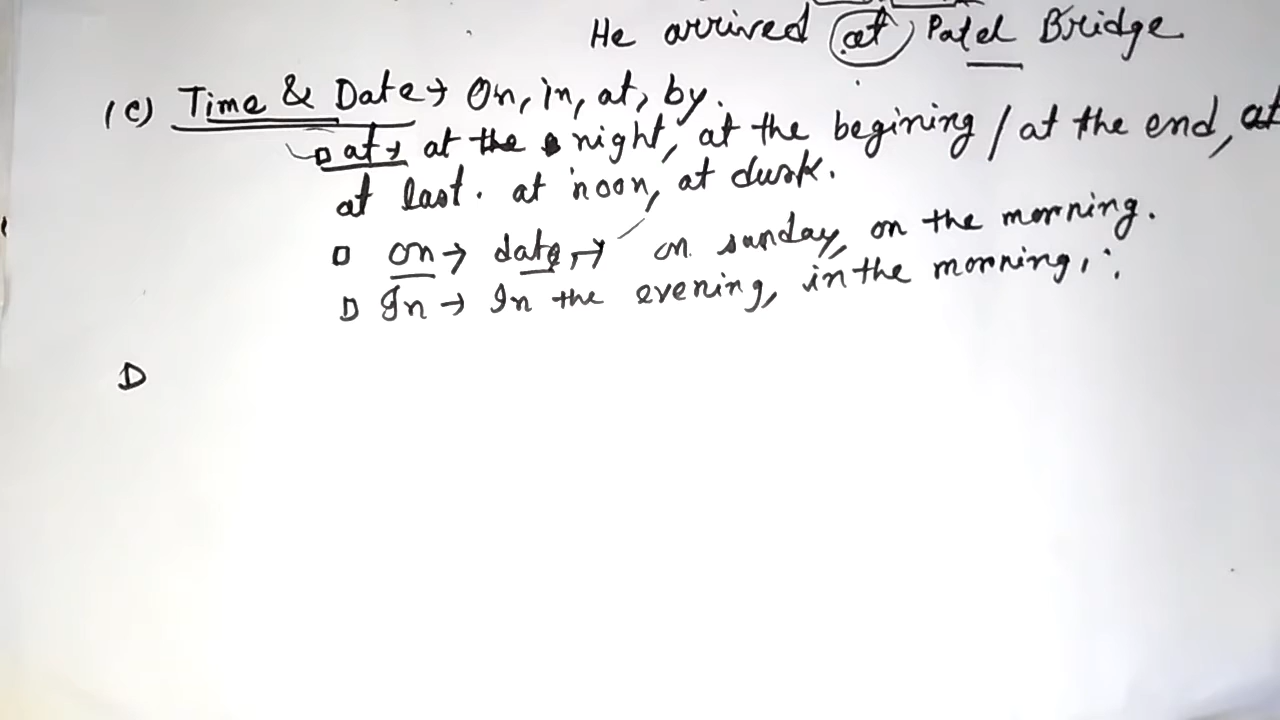 He arrived at Patel Bridge
(c) Time & Date → On, in, at, by.
at → at the night, at the begining / at the end, at
at last. at noon, at dusk.
on → date, → on sunday, on the morning.
In → In the evening, in the morning,
D